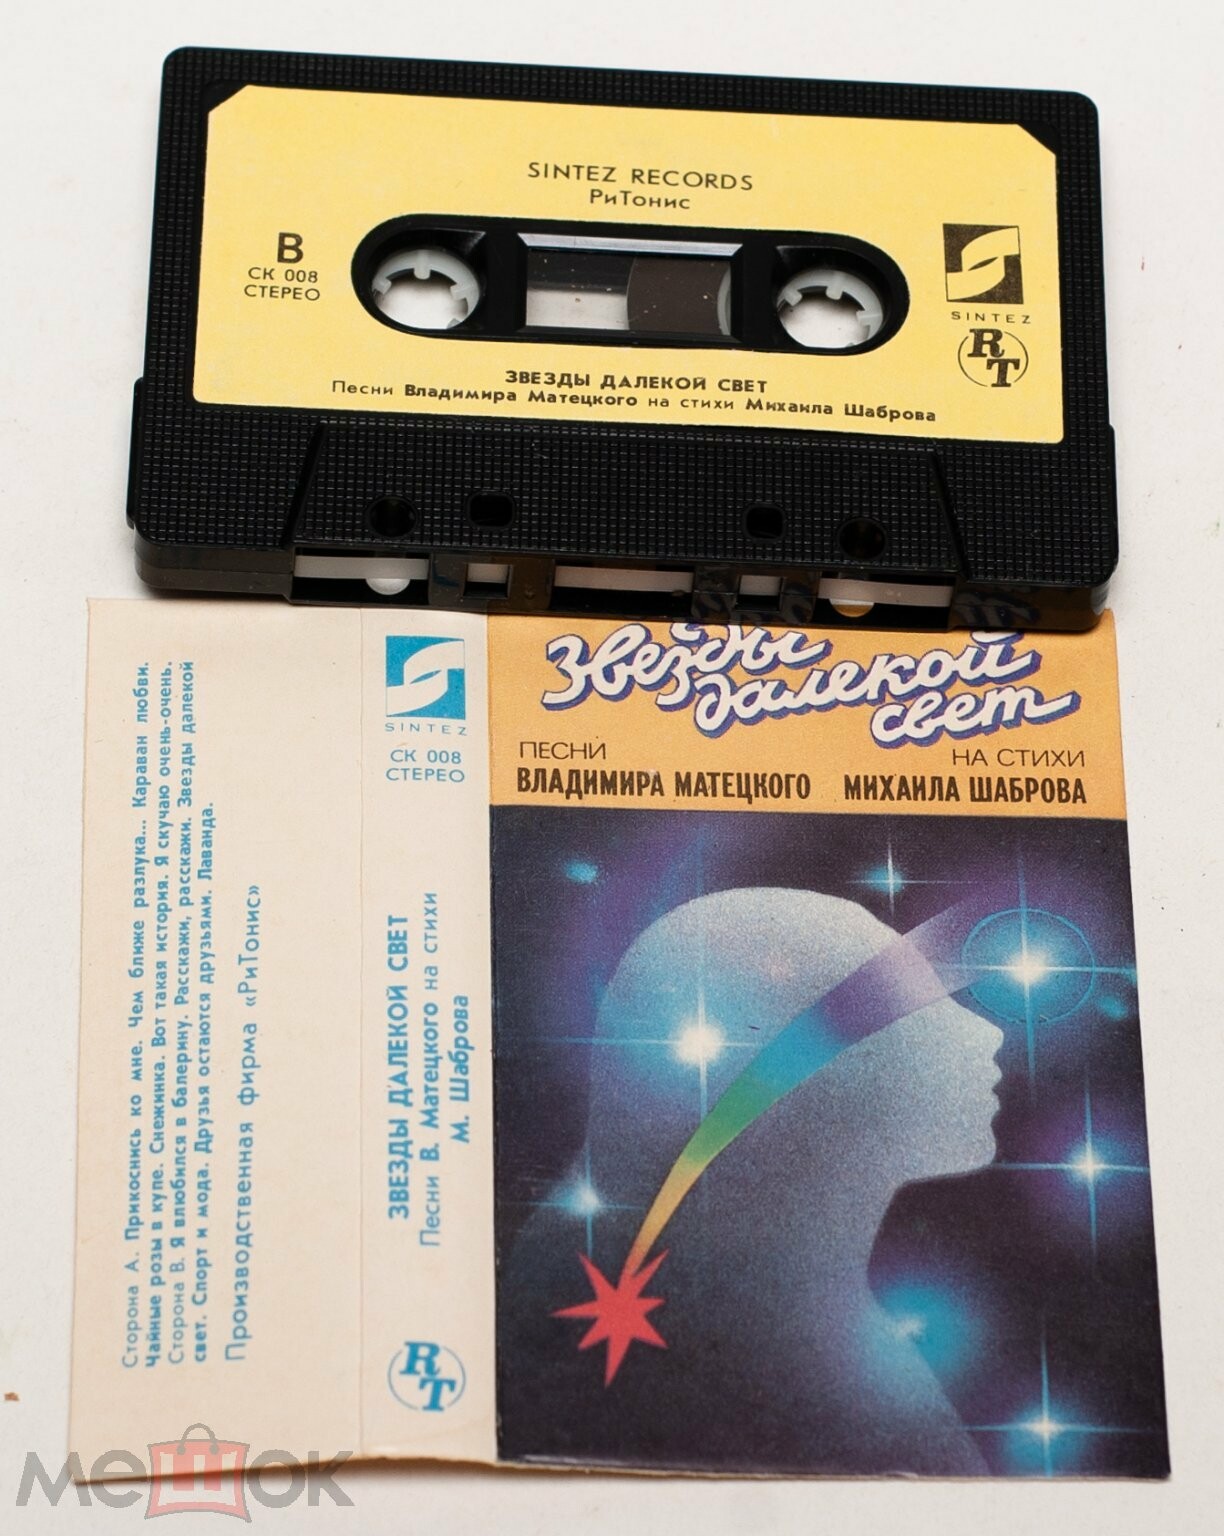 SINTEZ RECORDS
РиТонис
В
СК 008
СТЕРЕО
SINTEZ
RT
ЗВЕЗДЫ ДАЛЕКОЙ СВЕТ
Песни Владимира Матецкого на стихи Михаила Шаброва
Звезды
далекой
свет
ПЕСНИ
ВЛАДИМИРА МАТЕЦКОГО
НА СТИХИ
МИХАИЛА ШАБРОВА
SINTEZ
СК 008
СТЕРЕО
ЗВЕЗДЫ ДАЛЕКОЙ СВЕТ
Песни В. Матецкого на стихи
М. Шаброва
RT
Сторона А. Прикоснись ко мне. Чем ближе разлука... Караван любви.
Чайные розы в купе. Снежинка. Вот такая история. Я скучаю очень-очень.
Сторона В. Я влюбился в балерину. Расскажи, расскажи. Звезды далекой
свет. Спорт и мода. Друзья остаются друзьями. Лаванда.
Производственная фирма «РиТонис»
мешок